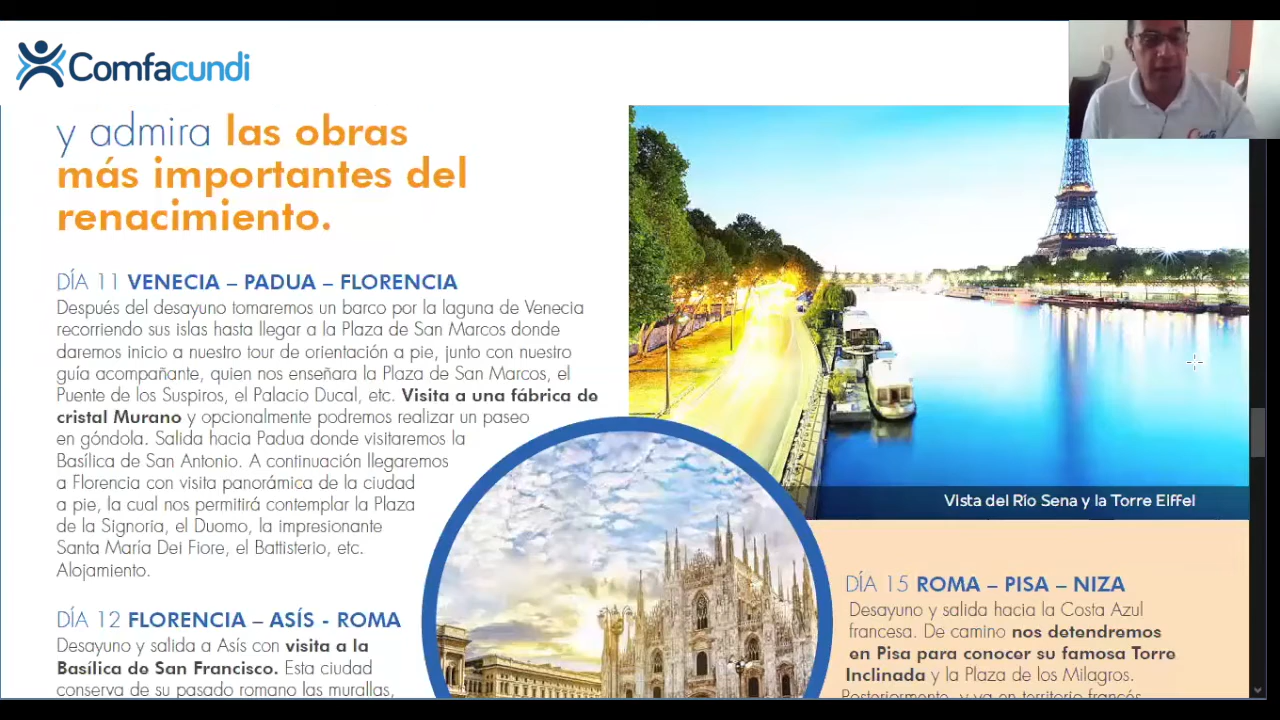 Comfacundi
y admira las obras
más importantes del
renacimiento.
DÍA 11 VENECIA – PADUA – FLORENCIA
Después del desayuno tomaremos un barco por la laguna de Venecia
recorriendo sus islas hasta llegar a la Plaza de San Marcos donde
daremos inicio a nuestro tour de orientación a pie, junto con nuestro
guía acompañante, quien nos enseñara la Plaza de San Marcos, el
Puente de los Suspiros, el Palacio Ducal, etc. Visita a una fábrica de
cristal Murano y opcionalmente podremos realizar un paseo
en góndola. Salida hacia Padua donde visitaremos la
Basílica de San Antonio. A continuación llegaremos
a Florencia con visita panorámica de la ciudad
a pie, la cual nos permitirá contemplar la Plaza
de la Signoria, el Duomo, la impresionante
Santa María Dei Fiore, el Battisterio, etc.
Alojamiento.
DÍA 12 FLORENCIA – ASÍS - ROMA
Desayuno y salida a Asís con visita a la
Basílica de San Francisco. Esta ciudad
conserva de su pasado romano las murallas,
Vista del Río Sena y la Torre Eiffel
DÍA 15 ROMA – PISA – NIZA
Desayuno y salida hacia la Costa Azul
francesa. De camino nos detendremos
en Pisa para conocer su famosa Torre
Inclinada y la Plaza de los Milagros.
Posteriormente, y ya en territorio francés